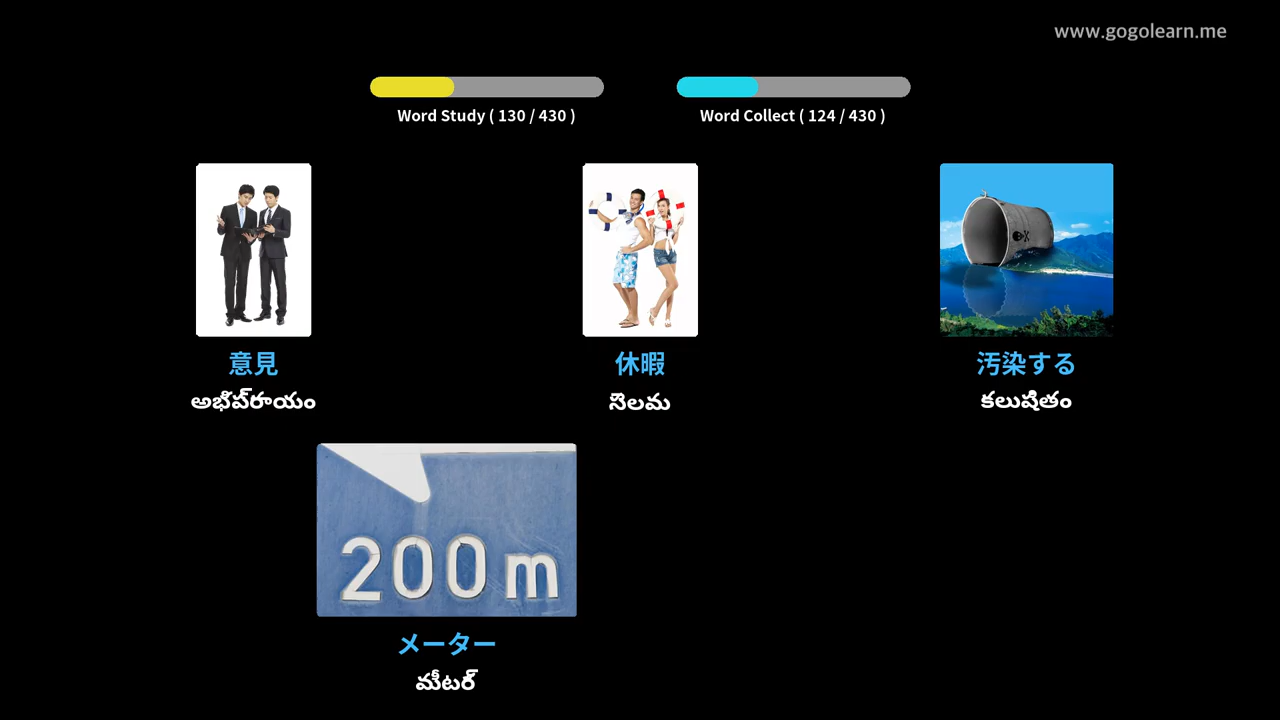 www.gogolearn.me
Word Study ( 130 / 430 )
Word Collect ( 124 / 430 )
意見
అభిప్రాయం
休暇
సెలమ
汚染する
కలుషితం
200 m
メーター
మీటర్